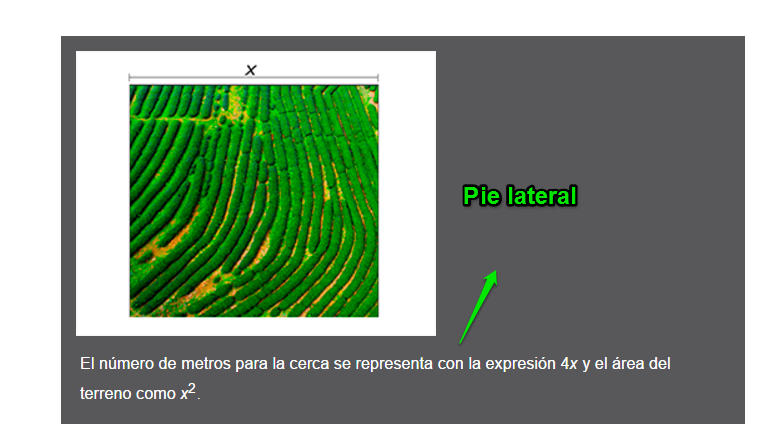 x
Pie lateral
El número de metros para la cerca se representa con la expresión 4x y el área del
terreno como x².